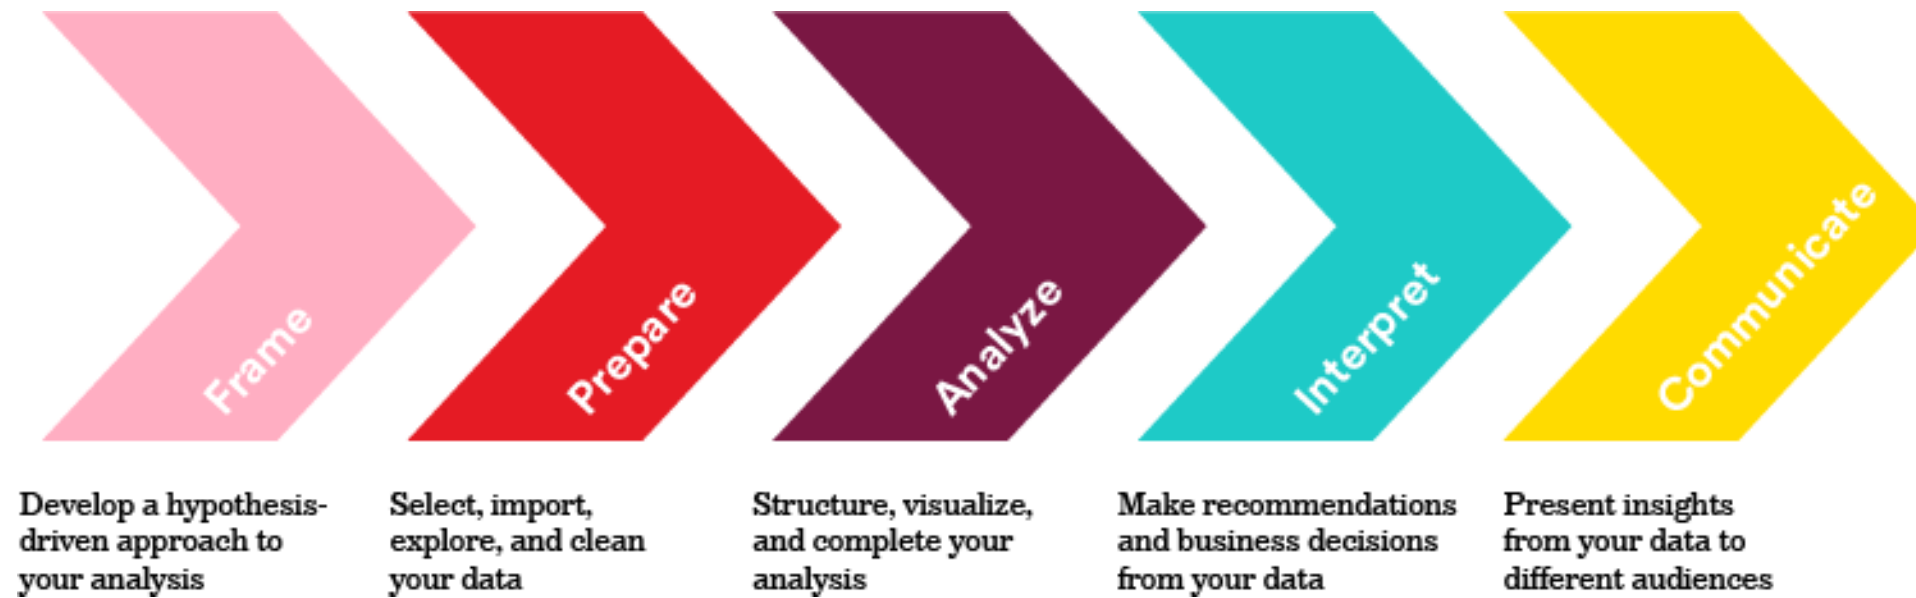 Frame
Prepare
Analyze
Interpret
Communicate
Develop a hypothesis-
driven approach to
your analysis
Select, import,
explore, and clean
your data
Structure, visualize,
and complete your
analysis
Make recommendations
and business decisions
from your data
Present insights
from your data to
different audiences